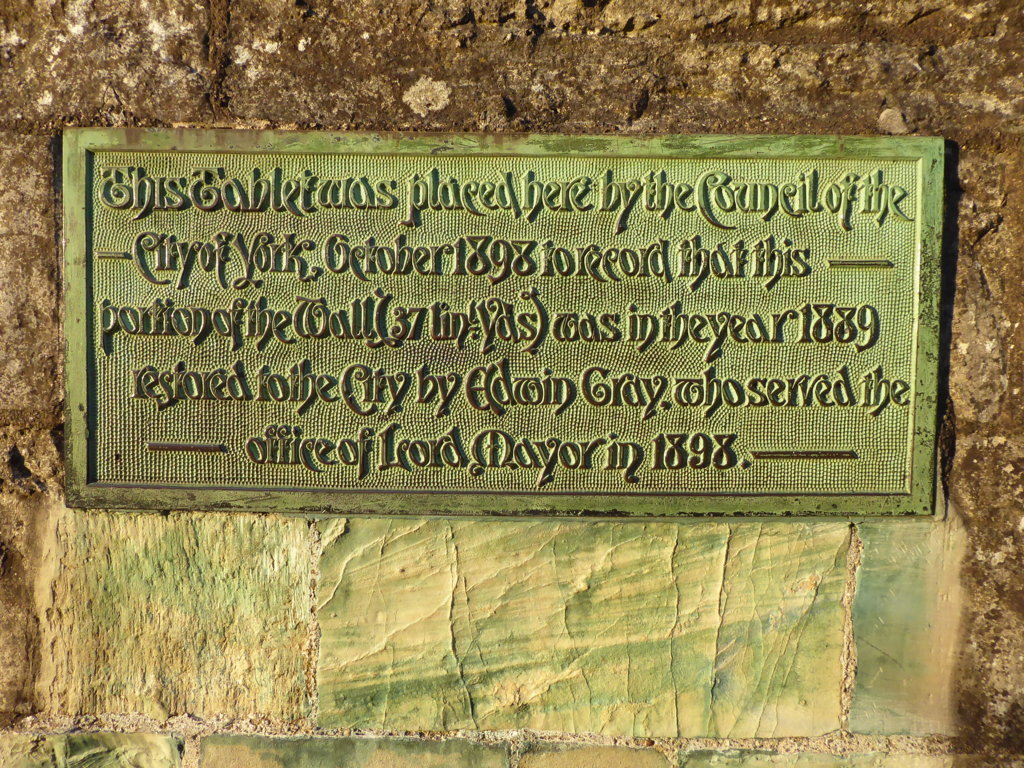 This Tablet was placed here by the Council of the
City of York, October 1898 to record that this
portion of the Wall, (37 lin: Yds) was in the year 1889
restored to the City by Edwin Gray, who served the
office of Lord Mayor in 1898.